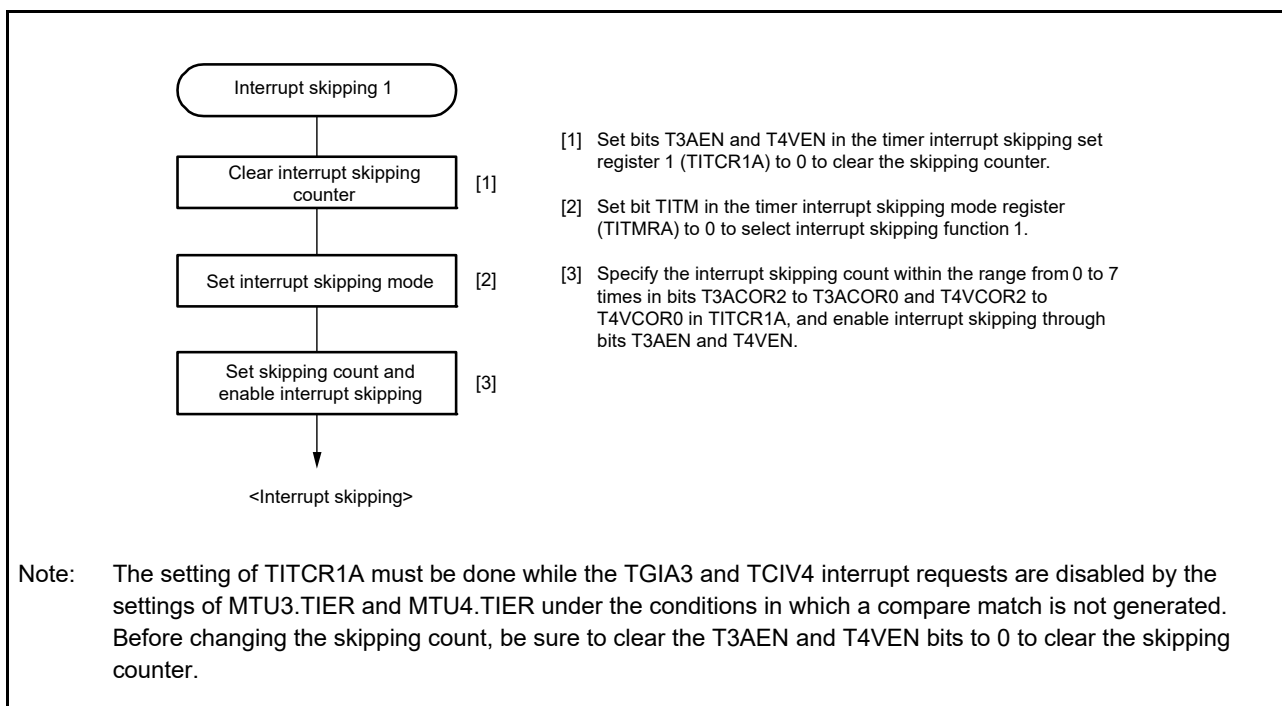 Interrupt skipping 1
Clear interrupt skipping
counter
[1]
Set interrupt skipping mode
[2]
Set skipping count and
enable interrupt skipping
[3]
<Interrupt skipping>
[1] Set bits T3AEN and T4VEN in the timer interrupt skipping set
register 1 (TITCR1A) to 0 to clear the skipping counter.
[2] Set bit TITM in the timer interrupt skipping mode register
(TITMRA) to 0 to select interrupt skipping function 1.
[3] Specify the interrupt skipping count within the range from 0 to 7
times in bits T3ACOR2 to T3ACOR0 and T4VCOR2 to
T4VCOR0 in TITCR1A, and enable interrupt skipping through
bits T3AEN and T4VEN.
Note: The setting of TITCR1A must be done while the TGIA3 and TCIV4 interrupt requests are disabled by the
settings of MTU3.TIER and MTU4.TIER under the conditions in which a compare match is not generated.
Before changing the skipping count, be sure to clear the T3AEN and T4VEN bits to 0 to clear the skipping
counter.